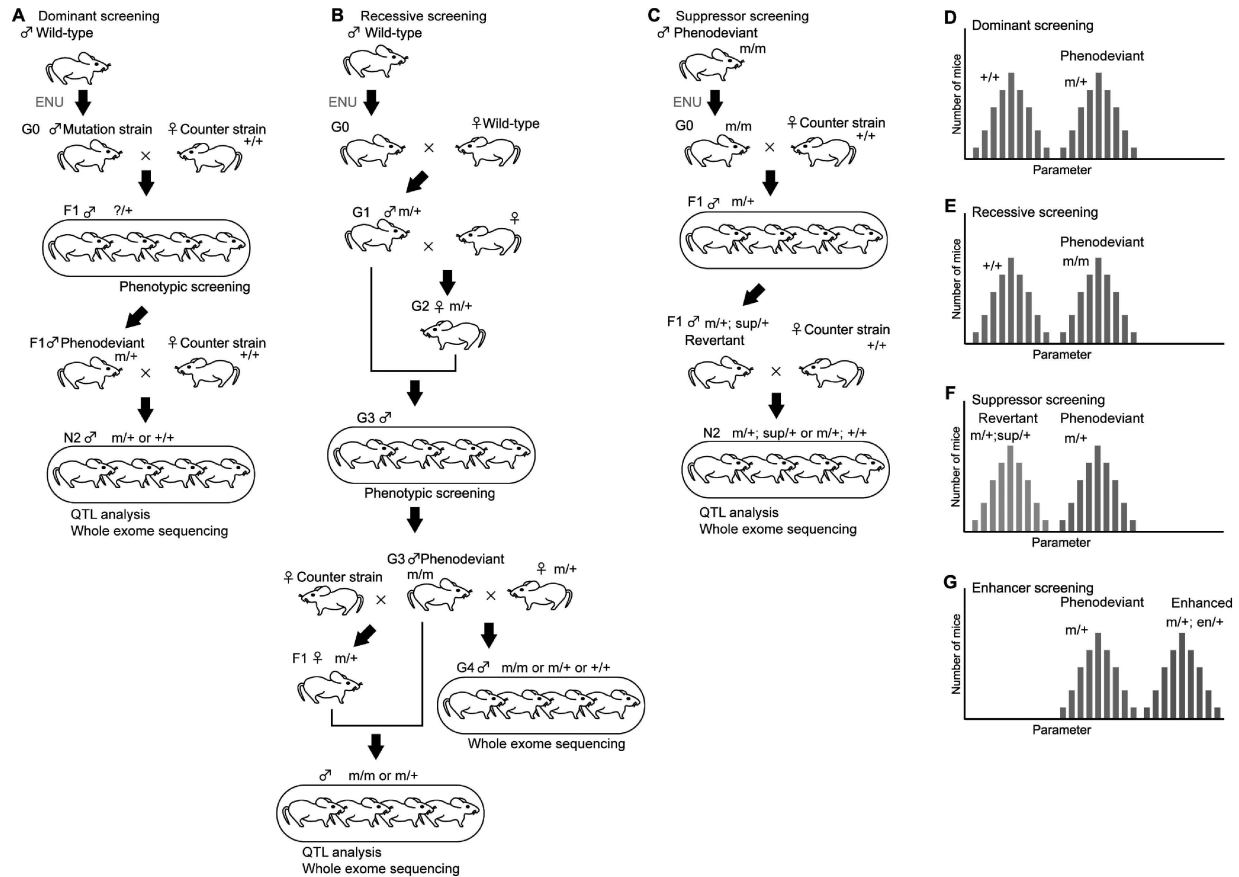 A Dominant screening
♂ Wild-type
ENU
G0 ♂Mutation strain ♀Counter strain
+/+
×
F1 ♂ ?/+
Phenotypic screening
F1♂Phenodeviant ♀Counter strain
m/+ +/+
×
N2 ♂ m/+ or +/+
QTL analysis
Whole exome sequencing
B Recessive screening
♂ Wild-type
ENU
G0 ♀Wild-type
×
G1 ♂ m/+ ♀
×
G2 ♀ m/+
G3 ♂
Phenotypic screening
G3 ♂Phenodeviant
♀ Counter strain m/m ♀ m/+
× ×
F1 ♀ m/+
G4 ♂ m/m or m/+ or +/+
Whole exome sequencing
♂ m/m or m/+
QTL analysis
Whole exome sequencing
C Suppressor screening
♂ Phenodeviant
m/m
ENU
G0 m/m ♀Counter strain
+/+
×
F1 ♂ m/+
F1 ♂ m/+; sup/+ ♀Counter strain
Revertant +/+
×
N2 m/+; sup/+ or m/+; +/+
QTL analysis
Whole exome sequencing
D Dominant screening
Phenodeviant
+/+ m/+
Number of mice
Parameter
E Recessive screening
Phenodeviant
+/+ m/m
Number of mice
Parameter
F Suppressor screening
Revertant Phenodeviant
m/+;sup/+ m/+
Number of mice
Parameter
G Enhancer screening
Phenodeviant Enhanced
m/+ m/+; en/+
Number of mice
Parameter